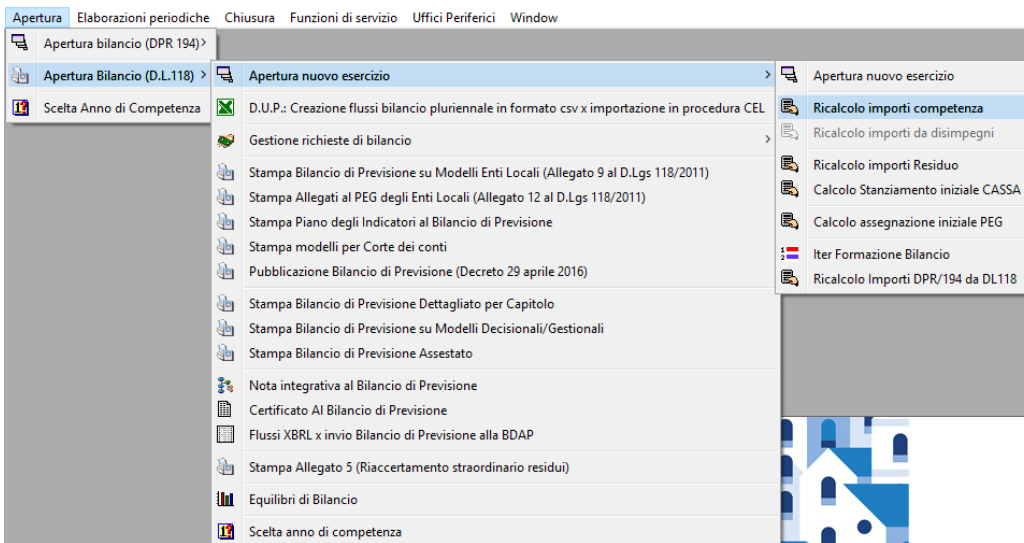 Apertura Elaborazioni periodiche Chiusura Funzioni di servizio Uffici Periferici Window
Apertura bilancio (DPR 194)
Apertura Bilancio (D.L.118)
Scelta Anno di Competenza
Apertura nuovo esercizio
D.U.P.: Creazione flussi bilancio pluriennale in formato csv x importazione in procedura CEL
Gestione richieste di bilancio
Stampa Bilancio di Previsione su Modelli Enti Locali (Allegato 9 al D.Lgs 118/2011)
Stampa Allegati al PEG degli Enti Locali (Allegato 12 al D.Lgs 118/2011)
Stampa Piano degli Indicatori al Bilancio di Previsione
Stampa modelli per Corte dei conti
Pubblicazione Bilancio di Previsione (Decreto 29 aprile 2016)
Stampa Bilancio di Previsione Dettagliato per Capitolo
Stampa Bilancio di Previsione su Modelli Decisionali/Gestionali
Stampa Bilancio di Previsione Assestato
Nota integrativa al Bilancio di Previsione
Certificato Al Bilancio di Previsione
Flussi XBRL x invio Bilancio di Previsione alla BDAP
Stampa Allegato 5 (Riaccertamento straordinario residui)
Equilibri di Bilancio
Scelta anno di competenza
Apertura nuovo esercizio
Ricalcolo importi competenza
Ricalcolo importi da disimpegni
Ricalcolo importi Residuo
Calcolo Stanziamento iniziale CASSA
Calcolo assegnazione iniziale PEG
Iter Formazione Bilancio
Ricalcolo Importi DPR/194 da DL118